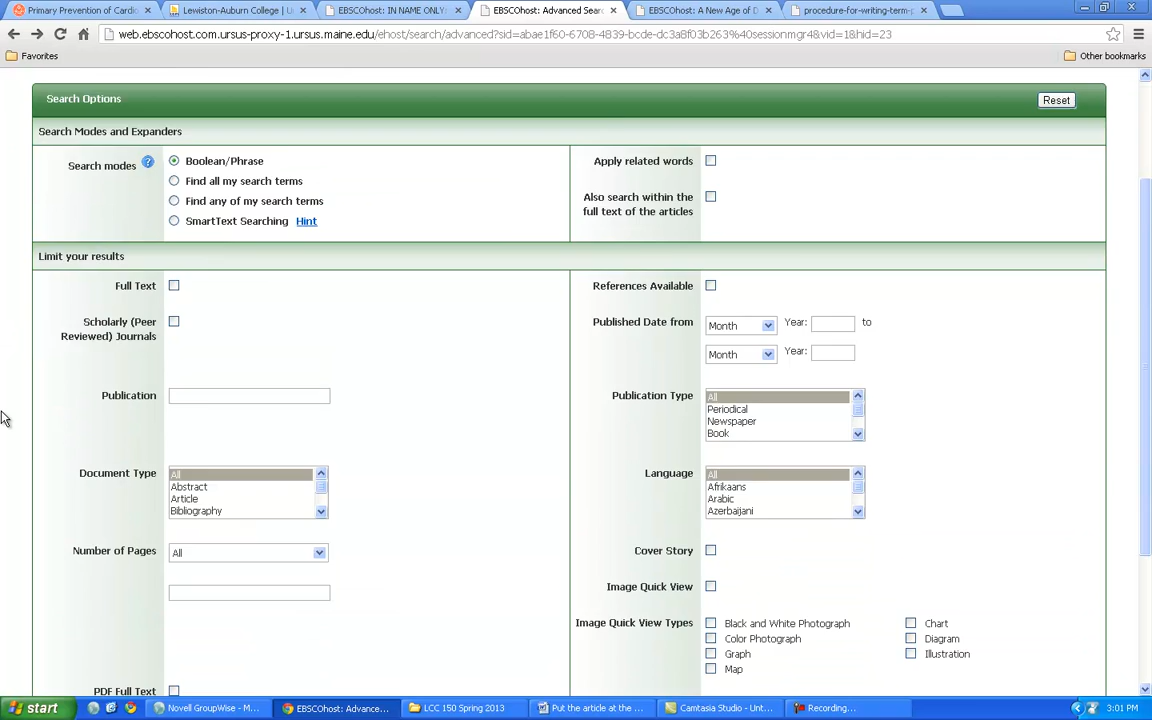 Primary Prevention of Cardio
Lewiston-Auburn College | U
EBSCOhost: IN NAME ONLY?
EBSCOhost: Advanced Sear
EBSCOhost: A New Age of D
procedure-for-writing-term-p
web.ebscohost.com.ursus-proxy-1.ursus.maine.edu/ehost/search/advanced?sid=abae1f60-6708-4839-bcde-dc3a8f03b263%40sessionmgr4&vid=1&hid=23
Favorites
Other bookmarks
Search Options
Reset
Search Modes and Expanders
Search modes ?
Boolean/Phrase
Find all my search terms
Find any of my search terms
SmartText Searching Hint
Apply related words
Also search within the
full text of the articles
Limit your results
Full Text
Scholarly (Peer
Reviewed) Journals
Publication
Document Type
All
Abstract
Article
Bibliography
Number of Pages
All
PDF Full Text
References Available
Published Date from
Month
Year:
to
Month
Year:
Publication Type
All
Periodical
Newspaper
Book
Language
All
Afrikaans
Arabic
Azerbaijani
Cover Story
Image Quick View
Image Quick View Types
Black and White Photograph
Chart
Color Photograph
Diagram
Graph
Illustration
Map
start
Novell GroupWise - M...
EBSCOhost: Advance...
LCC 150 Spring 2013
Put the article at the ...
Camtasia Studio - Unt...
Recording...
3:01 PM